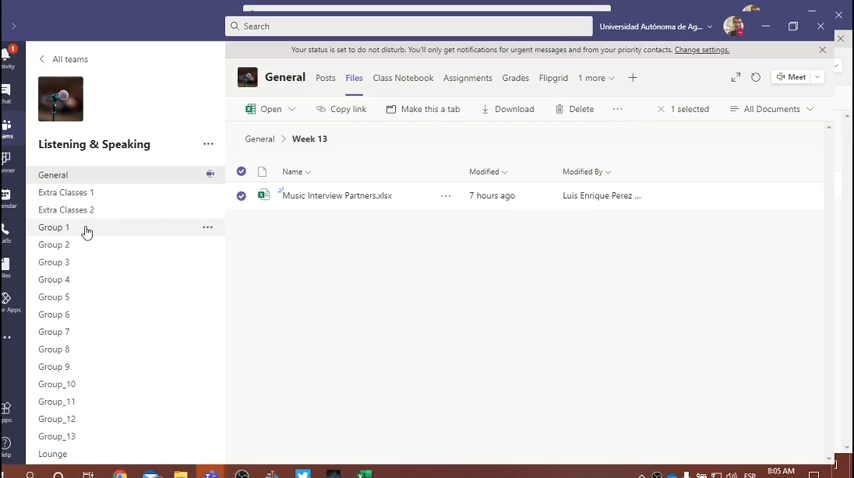 Search
Universidad Autónoma de Ag...
Your status is set to do not disturb. You'll only get notifications for urgent messages and from your priority contacts. Change settings.
All teams
General
Posts
Files
Class Notebook
Assignments
Grades
Flipgrid
1 more
Meet
Open
Copy link
Make this a tab
Download
Delete
1 selected
All Documents
Listening & Speaking
General
Extra Classes 1
Extra Classes 2
Group 1
Group 2
Group 3
Group 4
Group 5
Group 6
Group 7
Group 8
Group 9
Group_10
Group_11
Group_12
Group_13
Lounge
General > Week 13
Name
Modified
Modified By
Music Interview Partners.xlsx
7 hours ago
Luis Enrique Perez ...
1
ESP
8:05 AM